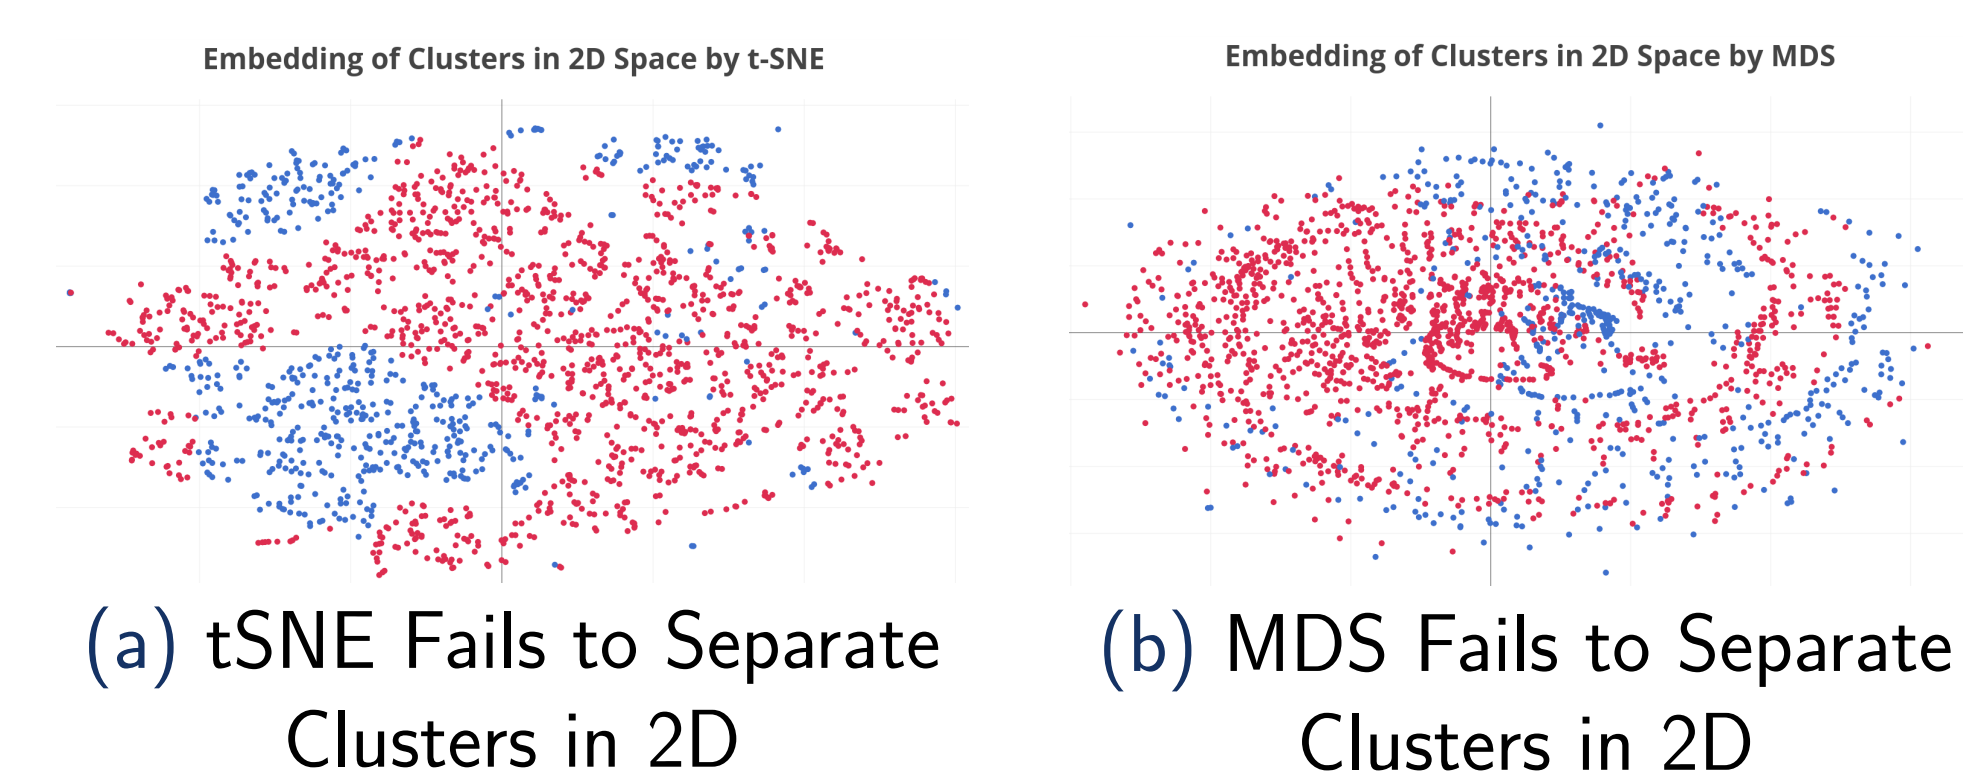 Embedding of Clusters in 2D Space by t-SNE
(a) tSNE Fails to Separate
Clusters in 2D
Embedding of Clusters in 2D Space by MDS
(b) MDS Fails to Separate
Clusters in 2D